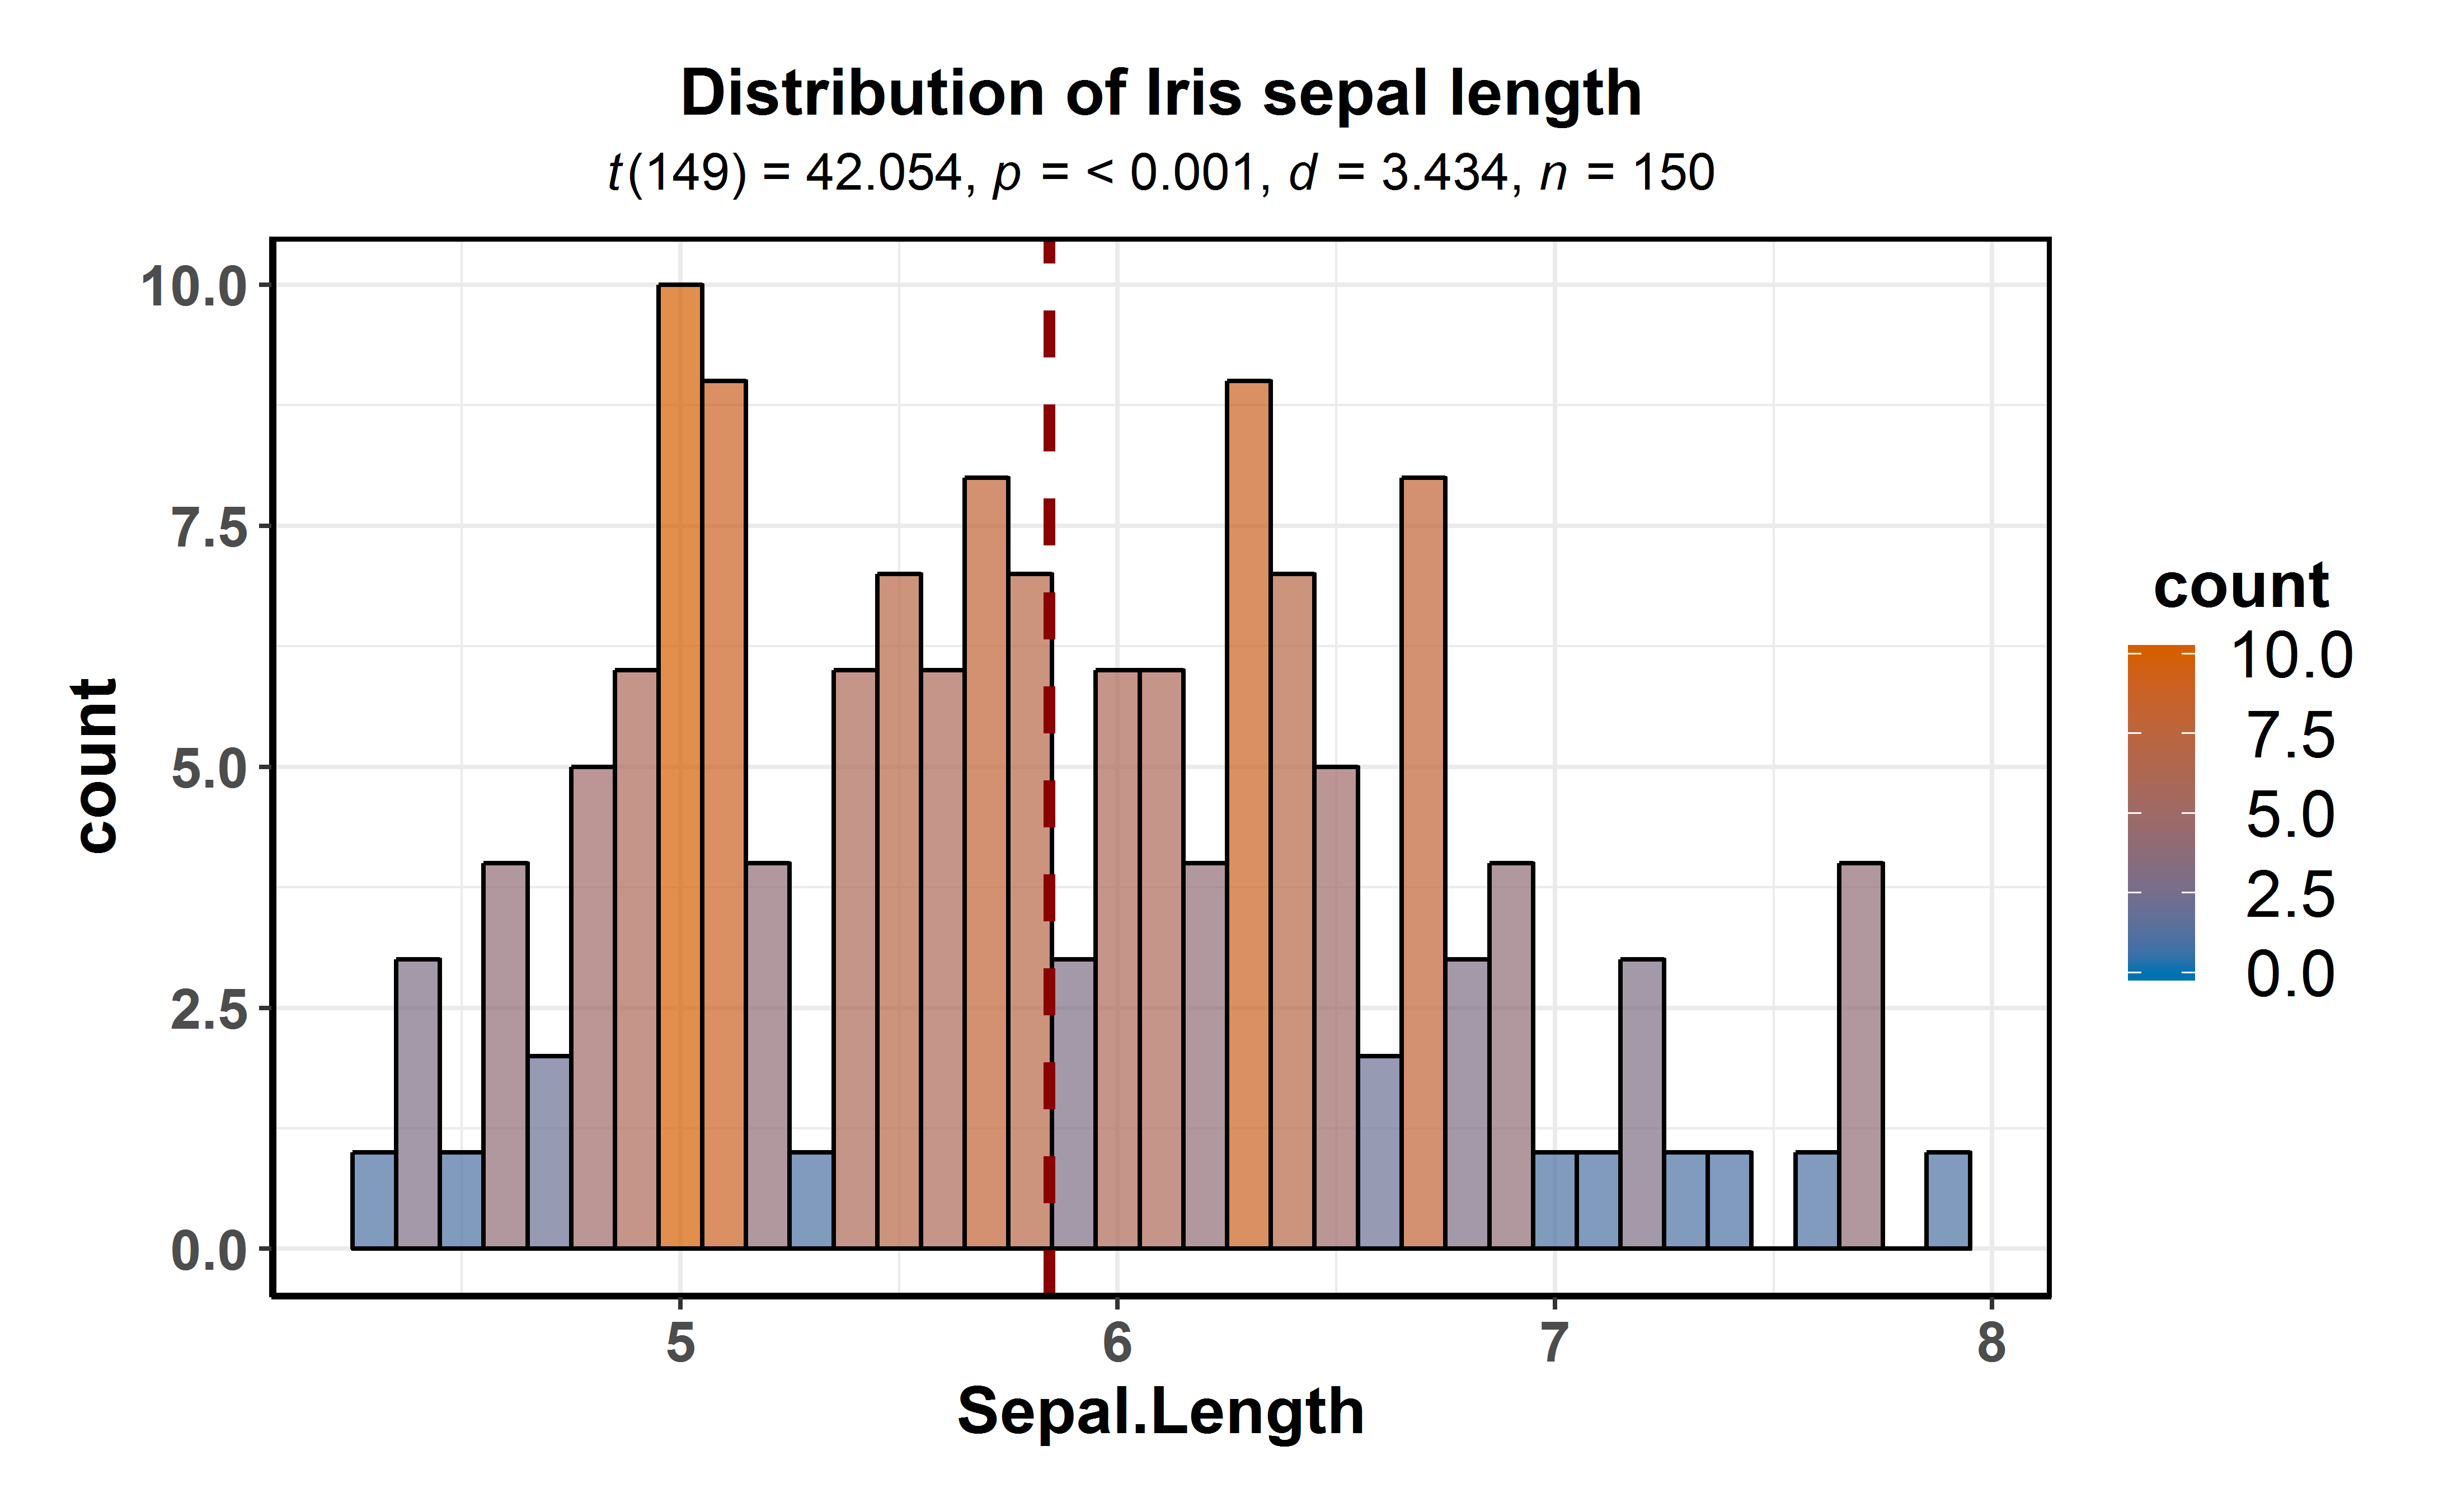 Distribution of Iris sepal length
t(149) = 42.054, p = < 0.001, d = 3.434, n = 150
count
10.0
7.5
5.0
2.5
0.0
5 6 7 8
Sepal.Length
count
10.0
7.5
5.0
2.5
0.0